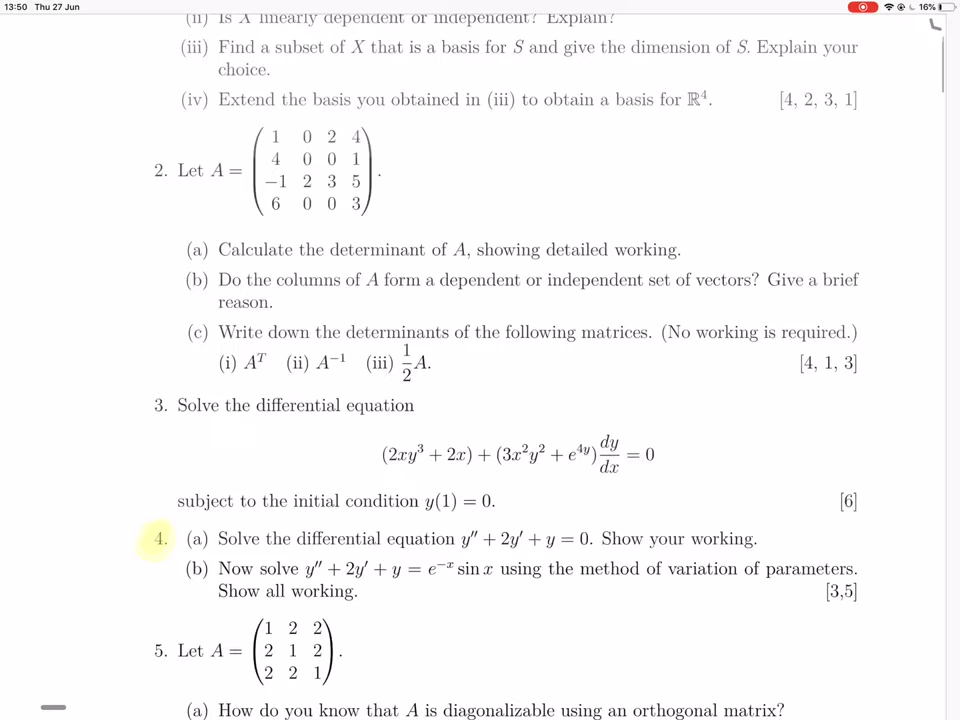 13:50 Thu 27 Jun 16%
(ii) Is X linearly dependent or independent? Explain?
(iii) Find a subset of X that is a basis for S and give the dimension of S. Explain your
choice.
(iv) Extend the basis you obtained in (iii) to obtain a basis for ℝ⁴. [4, 2, 3, 1]
2. Let A =
1 0 2 4
4 0 0 1
−1 2 3 5
6 0 0 3
.
(a) Calculate the determinant of A, showing detailed working.
(b) Do the columns of A form a dependent or independent set of vectors? Give a brief
reason.
(c) Write down the determinants of the following matrices. (No working is required.)
(i) Aᵀ (ii) A⁻¹ (iii) 1/2 A. [4, 1, 3]
3. Solve the differential equation
(2xy³ + 2x) + (3x²y² + e⁴ʸ) dy/dx = 0
subject to the initial condition y(1) = 0. [6]
4. (a) Solve the differential equation y″ + 2y′ + y = 0. Show your working.
(b) Now solve y″ + 2y′ + y = e⁻ˣ sin x using the method of variation of parameters.
Show all working. [3,5]
5. Let A =
1 2 2
2 1 2
2 2 1
.
(a) How do you know that A is diagonalizable using an orthogonal matrix?